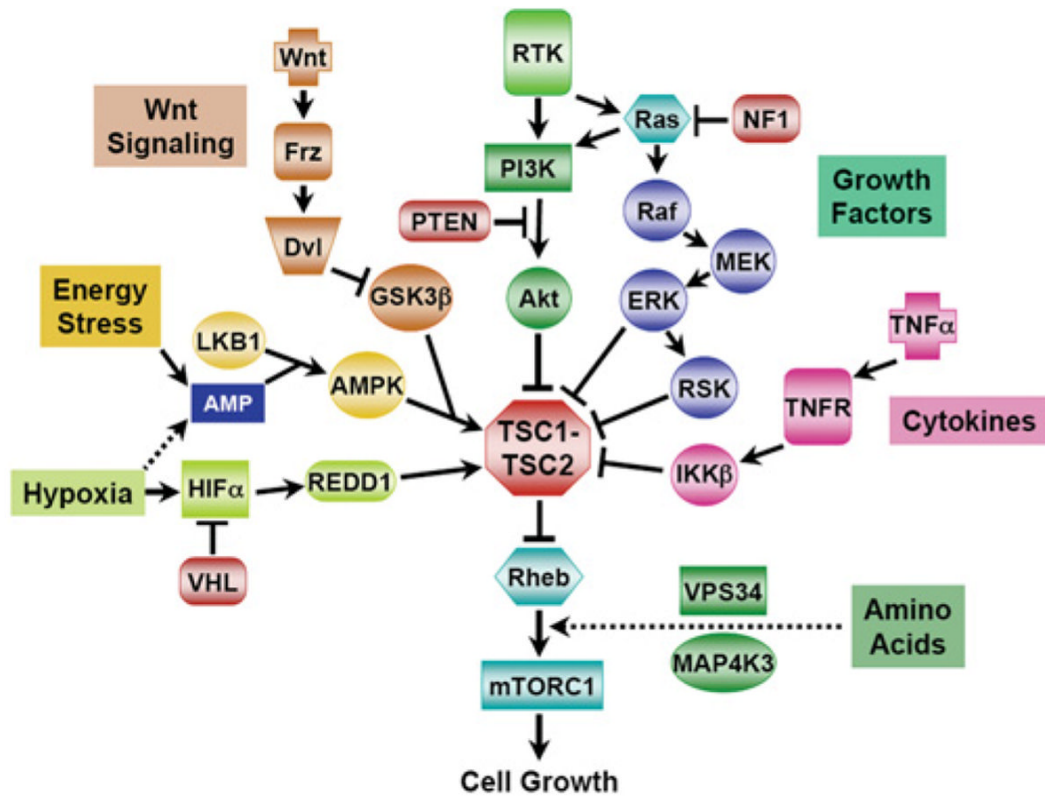 RTK
Wnt
Wnt
Signaling
Ras
NF1
Frz
PI3K
Growth
Factors
Raf
PTEN
Dvl
MEK
GSK3β
Akt
ERK
Energy
Stress
TNFα
LKB1
AMPK
RSK
AMP
TNFR
Cytokines
TSC1-
TSC2
IKKβ
REDD1
Hypoxia
HIFα
VHL
Rheb
VPS34
Amino
Acids
MAP4K3
mTORC1
Cell Growth